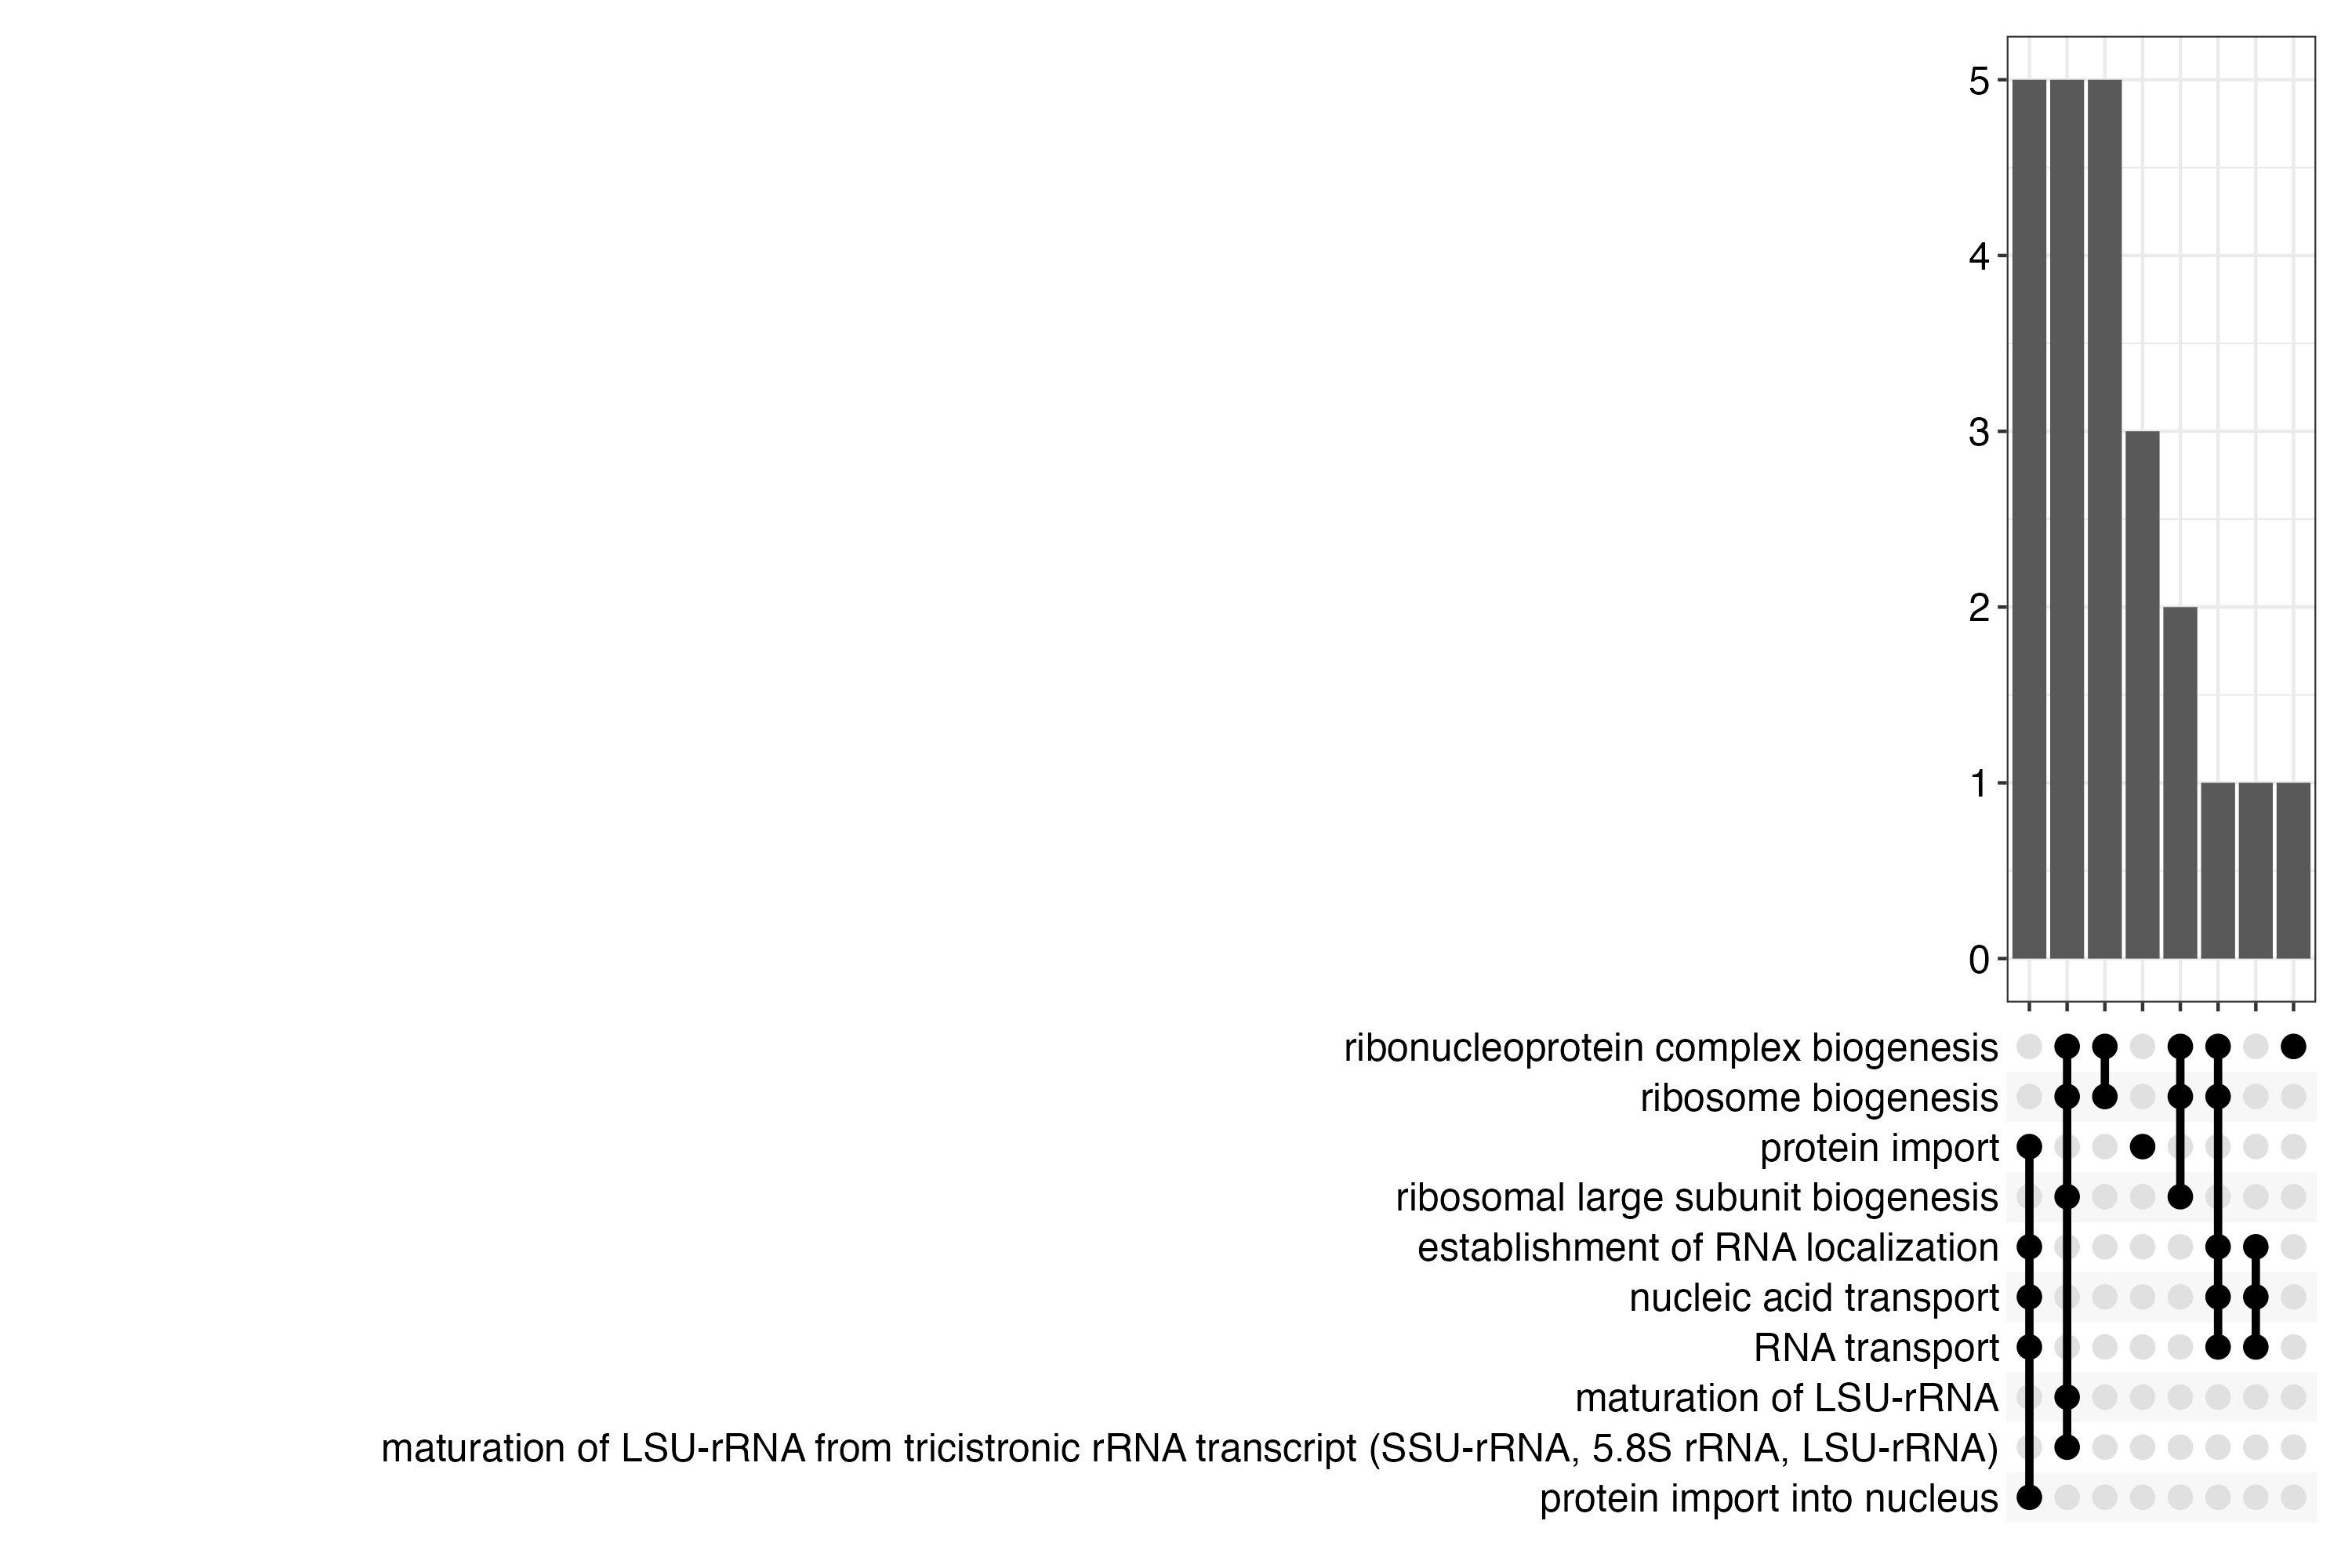 5
4
3
2
1
0
ribonucleoprotein complex biogenesis
ribosome biogenesis
protein import
ribosomal large subunit biogenesis
establishment of RNA localization
nucleic acid transport
RNA transport
maturation of LSU-rRNA
maturation of LSU-rRNA from tricistronic rRNA transcript (SSU-rRNA, 5.8S rRNA, LSU-rRNA)
protein import into nucleus